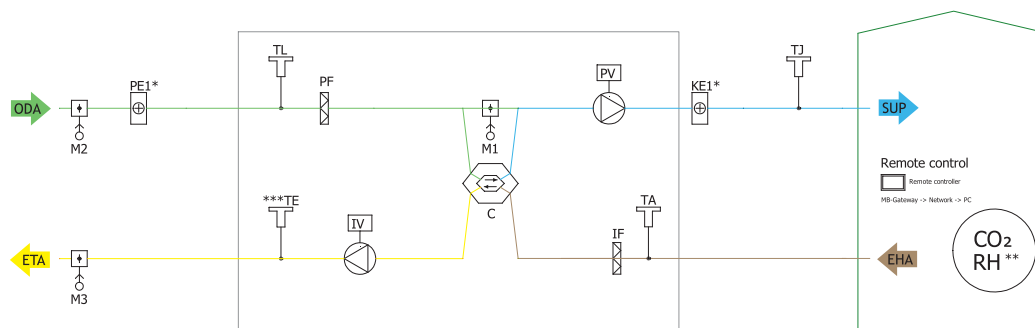 TL
TJ
PE1*
PF
PV
KE1*
ODA
SUP
M2
M1
Remote control
Remote controller
MB-Gateway -> Network -> PC
***TE
TA
C
IV
IF
CO₂
RH **
ETA
EHA
M3